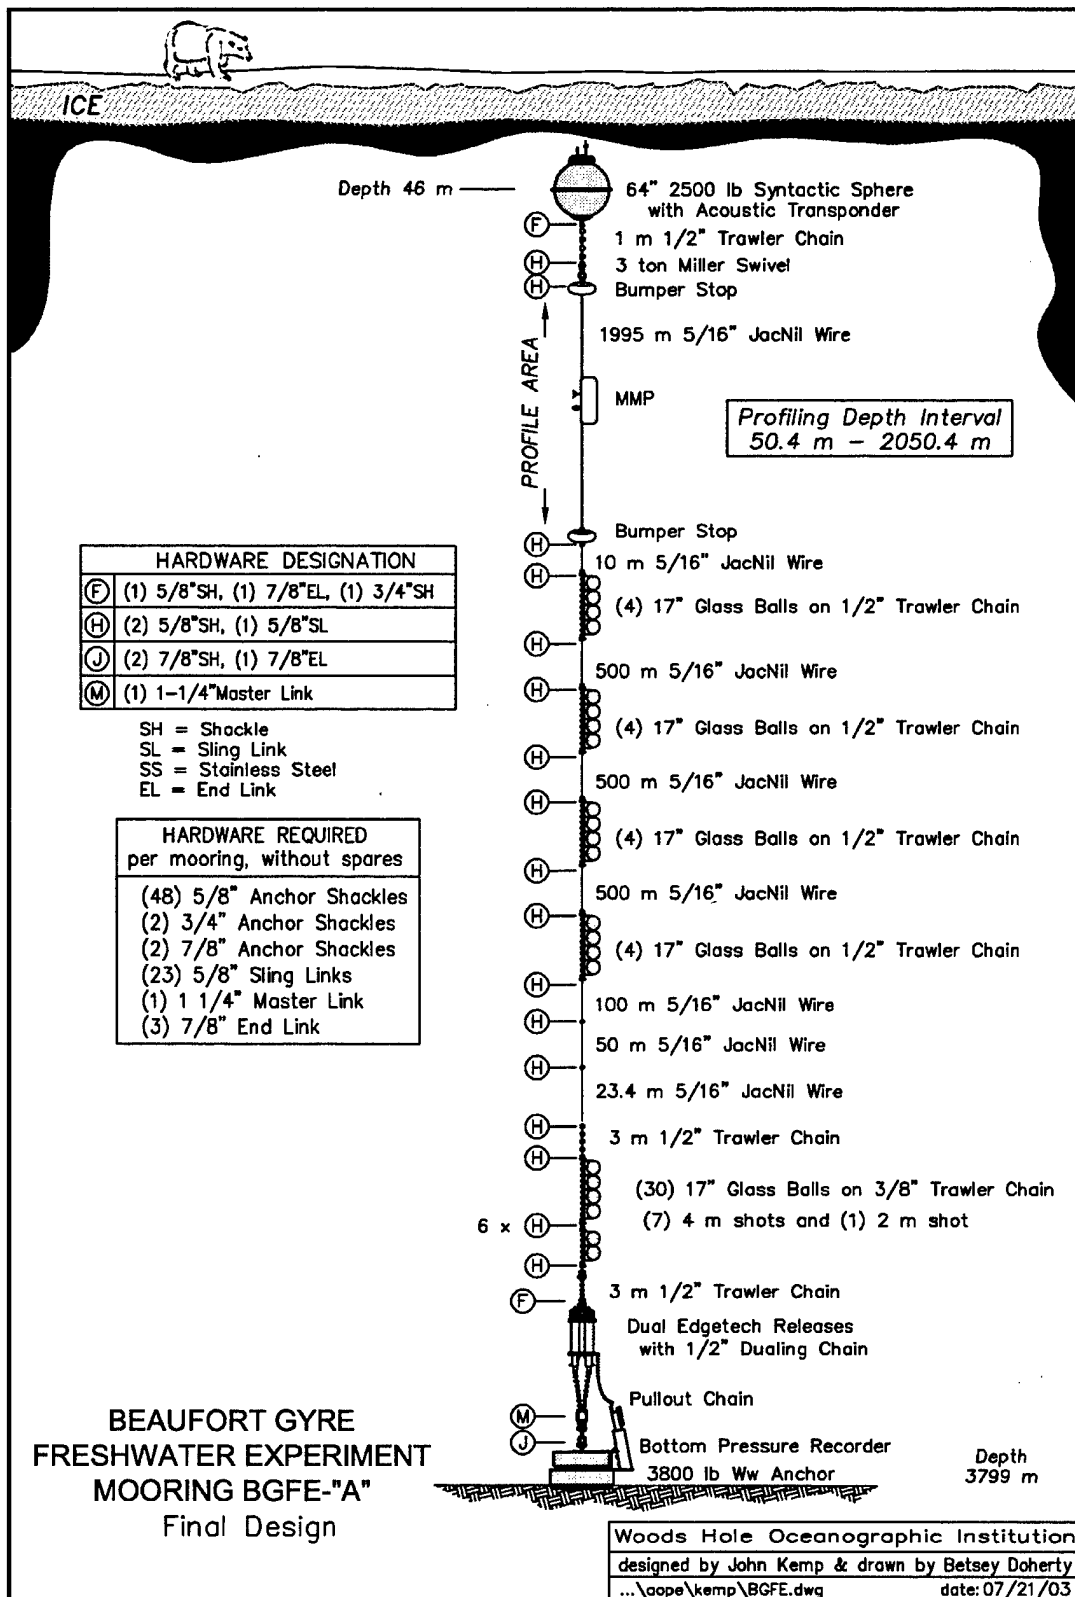 ICE
Depth 46 m
64" 2500 lb Syntactic Sphere
with Acoustic Transponder
F
1 m 1/2" Trawler Chain
H
3 ton Miller Swivel
H
Bumper Stop
1995 m 5/16" JacNil Wire
PROFILE AREA
MMP
Profiling Depth Interval
50.4 m – 2050.4 m
Bumper Stop
H
10 m 5/16" JacNil Wire
H
(4) 17" Glass Balls on 1/2" Trawler Chain
H
500 m 5/16" JacNil Wire
H
(4) 17" Glass Balls on 1/2" Trawler Chain
H
500 m 5/16" JacNil Wire
H
(4) 17" Glass Balls on 1/2" Trawler Chain
H
500 m 5/16" JacNil Wire
H
(4) 17" Glass Balls on 1/2" Trawler Chain
H
100 m 5/16" JacNil Wire
H
50 m 5/16" JacNil Wire
H
23.4 m 5/16" JacNil Wire
H
3 m 1/2" Trawler Chain
H
(30) 17" Glass Balls on 3/8" Trawler Chain
(7) 4 m shots and (1) 2 m shot
6 x H
H
3 m 1/2" Trawler Chain
F
Dual Edgetech Releases
with 1/2" Dualing Chain
Pullout Chain
M
J
Bottom Pressure Recorder
3800 lb Ww Anchor
Depth
3799 m
HARDWARE DESIGNATION
F (1) 5/8"SH, (1) 7/8"EL, (1) 3/4"SH
H (2) 5/8"SH, (1) 5/8"SL
J (2) 7/8"SH, (1) 7/8"EL
M (1) 1-1/4"Master Link
SH = Shackle
SL = Sling Link
SS = Stainless Steel
EL = End Link
HARDWARE REQUIRED
per mooring, without spares
(48) 5/8" Anchor Shackles
(2) 3/4" Anchor Shackles
(2) 7/8" Anchor Shackles
(23) 5/8" Sling Links
(1) 1 1/4" Master Link
(3) 7/8" End Link
BEAUFORT GYRE
FRESHWATER EXPERIMENT
MOORING BGFE-"A"
Final Design
Woods Hole Oceanographic Institution
designed by John Kemp & drawn by Betsey Doherty
...\aope\kemp\BGFE.dwg date: 07/21/03